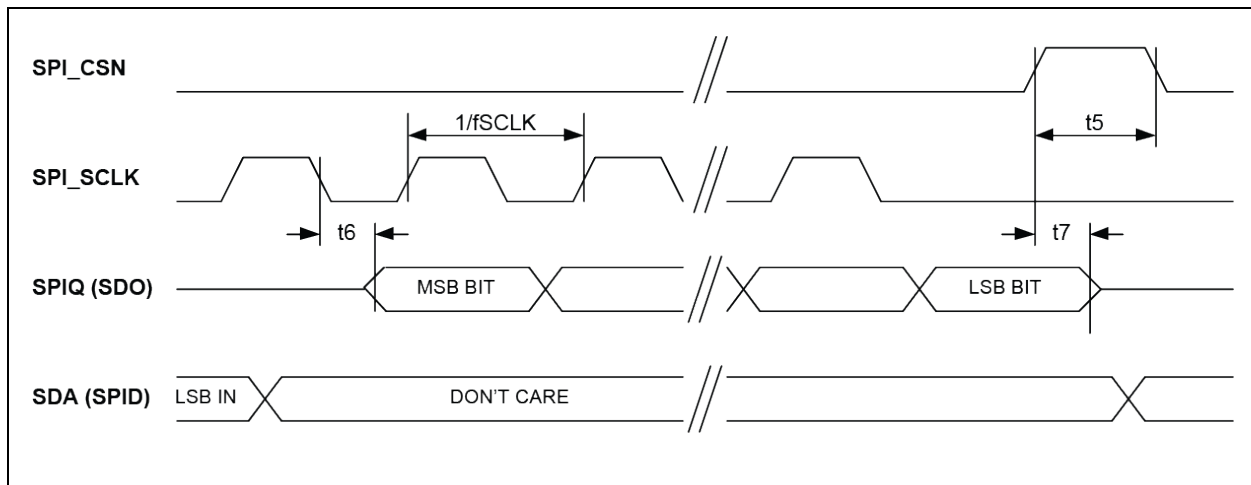 SPI_CSN
1/fSCLK
t5
SPI_SCLK
t6
t7
SPIQ (SDO)
MSB BIT
LSB BIT
SDA (SPID)
LSB IN
DON'T CARE